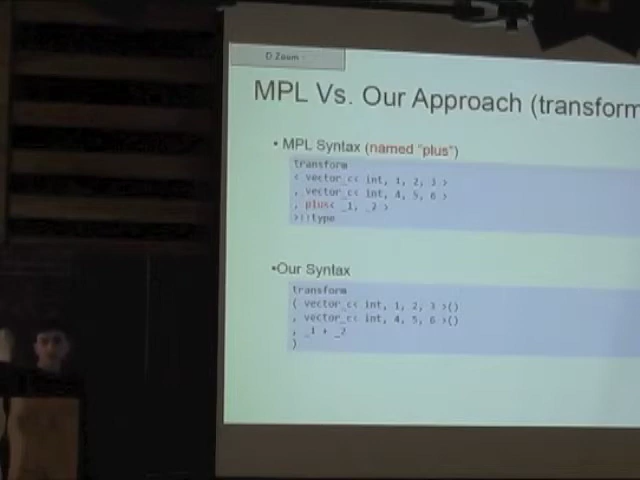 D Zoom
MPL Vs. Our Approach (transform
• MPL Syntax (named "plus")
transform
< vector_c< int, 1, 2, 3 >
, vector_c< int, 4, 5, 6 >
, plus< _1, _2 >
>::type
•Our Syntax
transform
( vector_c< int, 1, 2, 3 >()
, vector_c< int, 4, 5, 6 >()
, _1 + _2
)